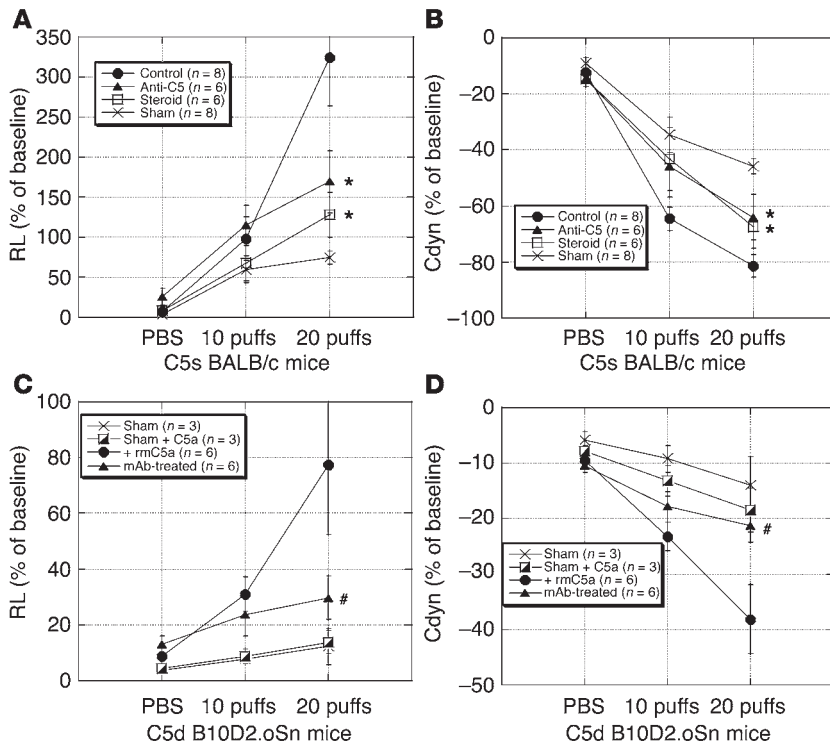 A
350
300
250
200
150
100
50
0
RL (% of baseline)
Control (n = 8)
Anti-C5 (n = 6)
Steroid (n = 6)
Sham (n = 8)
*
*
PBS 10 puffs 20 puffs
C5s BALB/c mice
B
0
−20
−40
−60
−80
−100
Cdyn (% of baseline)
Control (n = 8)
Anti-C5 (n = 6)
Steroid (n = 6)
Sham (n = 8)
*
*
PBS 10 puffs 20 puffs
C5s BALB/c mice
C
100
80
60
40
20
0
RL (% of baseline)
Sham (n = 3)
Sham + C5a (n = 3)
+ rmC5a (n = 6)
mAb-treated (n = 6)
#
PBS 10 puffs 20 puffs
C5d B10D2.oSn mice
D
0
−10
−20
−30
−40
−50
Cdyn (% of baseline)
Sham (n = 3)
Sham + C5a (n = 3)
+ rmC5a (n = 6)
mAb-treated (n = 6)
#
PBS 10 puffs 20 puffs
C5d B10D2.oSn mice